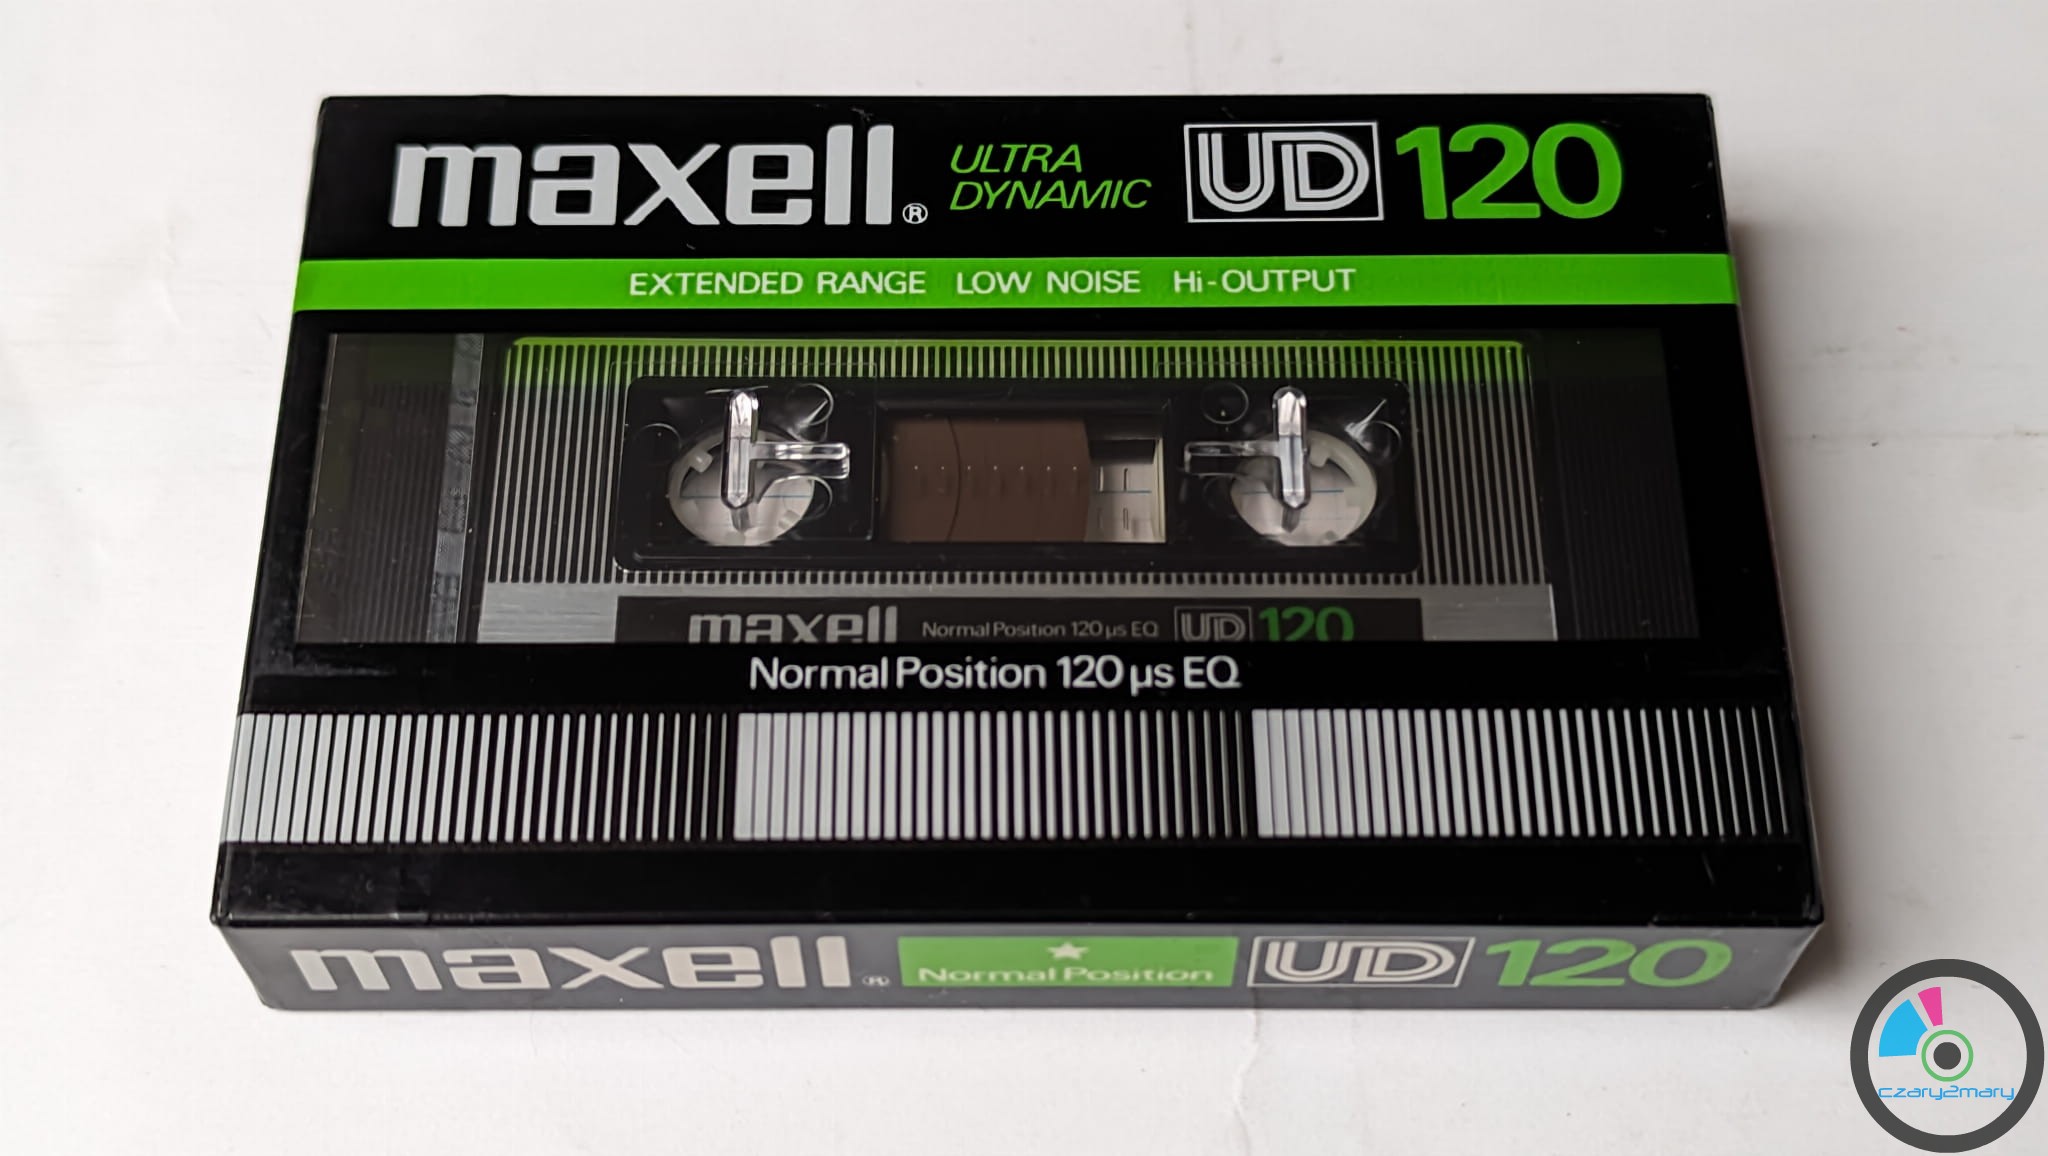 maxell® ULTRA DYNAMIC UD 120
EXTENDED RANGE LOW NOISE Hi-OUTPUT
maxell Normal Position 120 µs EQ UD 120
Normal Position 120 µs EQ
maxell® Normal Position UD 120
czary2mary